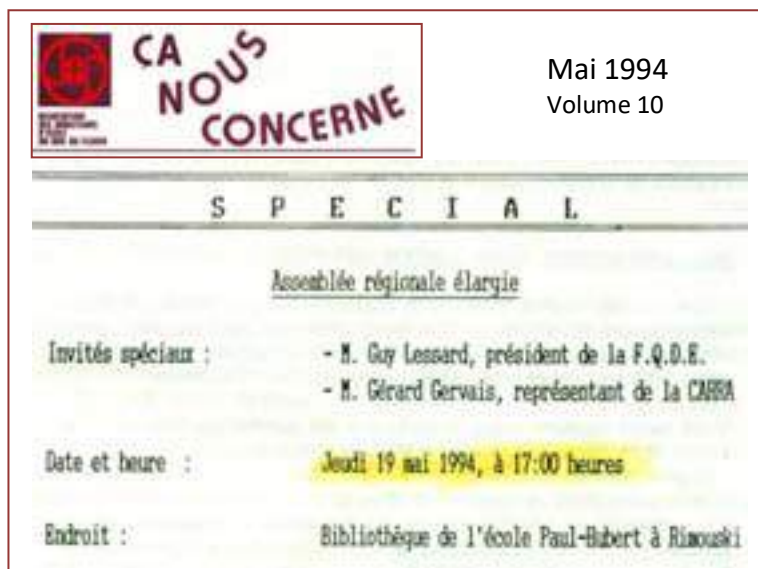 ÇA
NOUS
CONCERNE
Mai 1994
Volume 10
S P E C I A L
Assemblée régionale élargie
Invités spéciaux :
- M. Guy Lessard, président de la F.Q.D.E.
- M. Gérard Gervais, représentant de la CARRA
Date et heure :
Jeudi 19 mai 1994, à 17:00 heures
Endroit :
Bibliothèque de l'école Paul-Hubert à Rimouski